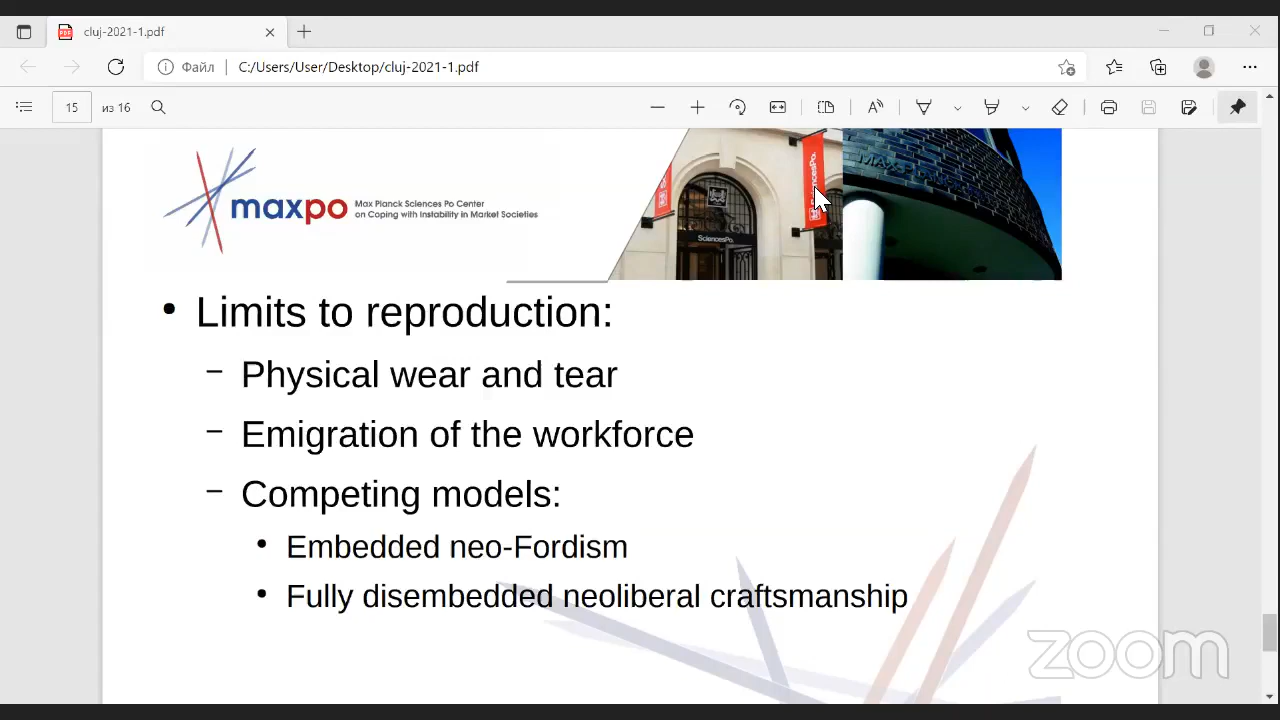 cluj-2021-1.pdf
Файл C:/Users/User/Desktop/cluj-2021-1.pdf
15 из 16
maxpo Max Planck Sciences Po Center
on Coping with Instability in Market Societies
SciencesPo.
SciencesPo.
• Limits to reproduction:
– Physical wear and tear
– Emigration of the workforce
– Competing models:
• Embedded neo-Fordism
• Fully disembedded neoliberal craftsmanship
zoom